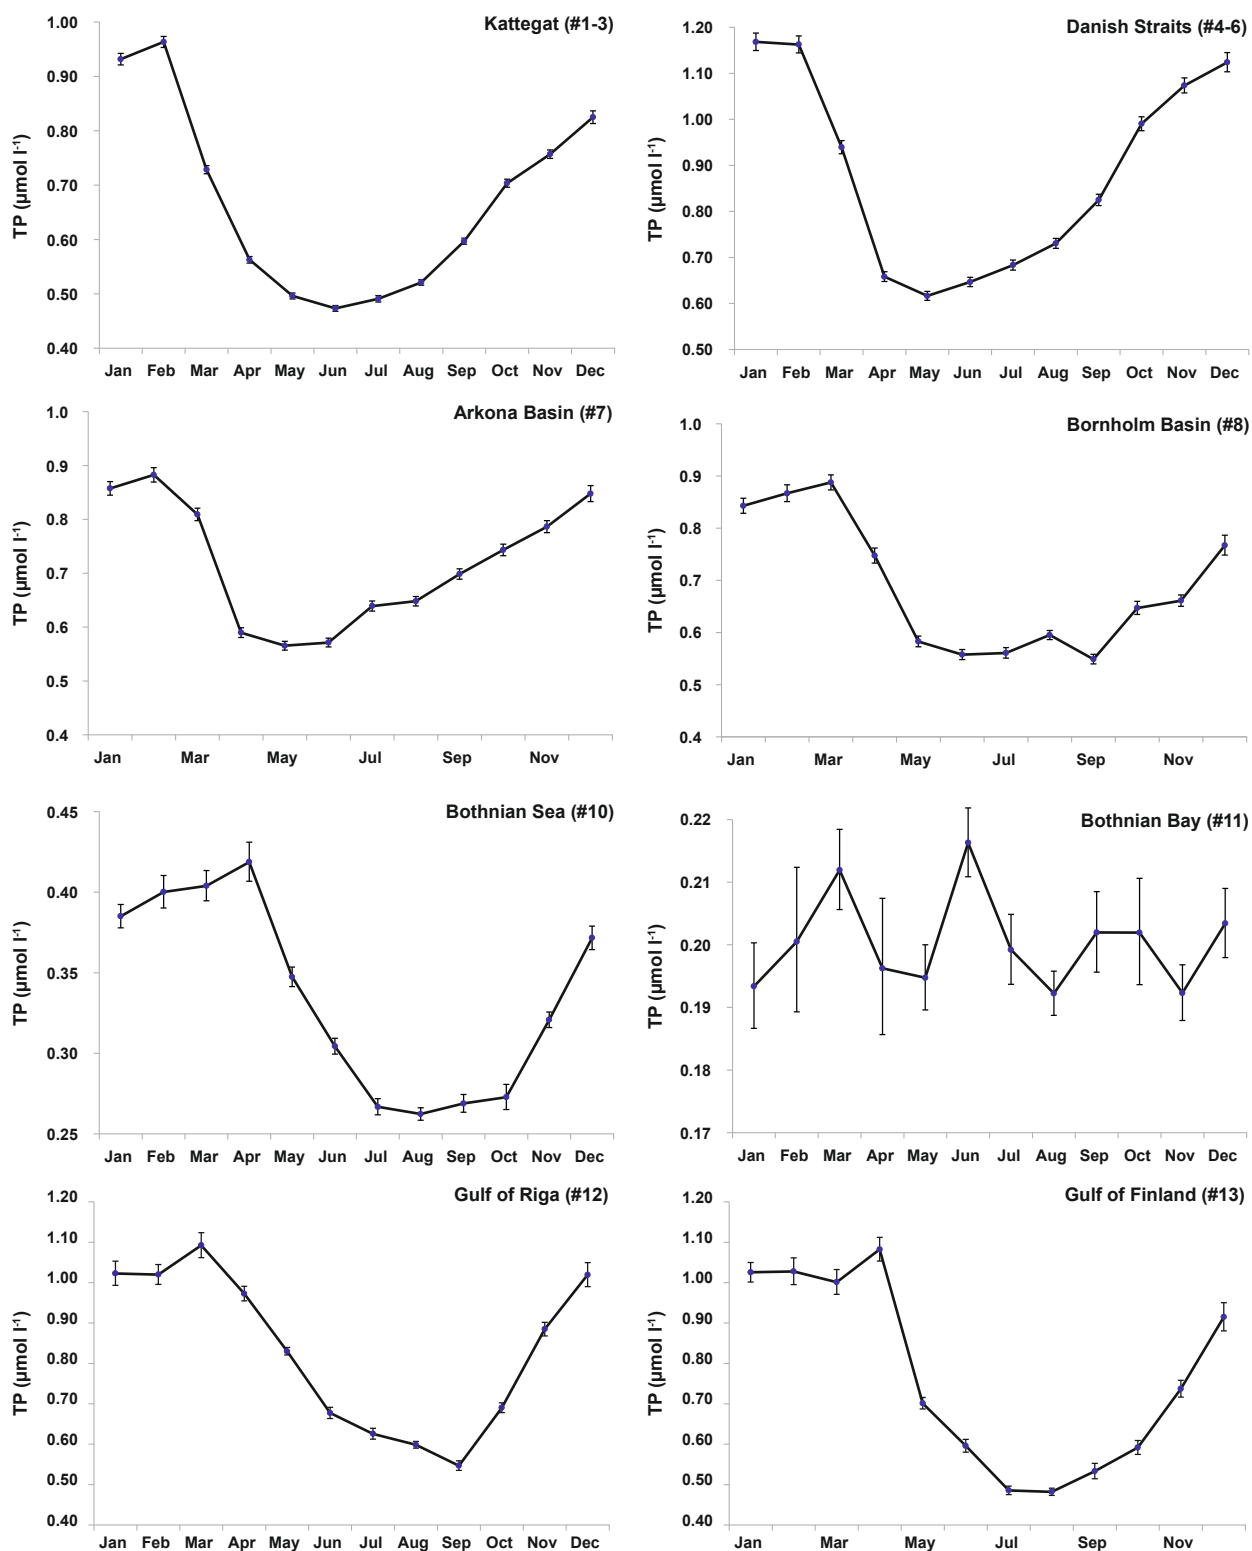 Kattegat (#1-3)
TP (µmol l-1)
1.00
0.90
0.80
0.70
0.60
0.50
0.40
Jan Feb Mar Apr May Jun Jul Aug Sep Oct Nov Dec
Danish Straits (#4-6)
TP (µmol l-1)
1.20
1.10
1.00
0.90
0.80
0.70
0.60
0.50
Jan Feb Mar Apr May Jun Jul Aug Sep Oct Nov Dec
Arkona Basin (#7)
TP (µmol l-1)
1.0
0.9
0.8
0.7
0.6
0.5
0.4
Jan Mar May Jul Sep Nov
Bornholm Basin (#8)
TP (µmol l-1)
1.0
0.9
0.8
0.7
0.6
0.5
0.4
Jan Mar May Jul Sep Nov
Bothnian Sea (#10)
TP (µmol l-1)
0.45
0.40
0.35
0.30
0.25
Jan Feb Mar Apr May Jun Jul Aug Sep Oct Nov Dec
Bothnian Bay (#11)
TP (µmol l-1)
0.22
0.21
0.20
0.19
0.18
0.17
Jan Feb Mar Apr May Jun Jul Aug Sep Oct Nov Dec
Gulf of Riga (#12)
TP (µmol l-1)
1.20
1.10
1.00
0.90
0.80
0.70
0.60
0.50
0.40
Jan Feb Mar Apr May Jun Jul Aug Sep Oct Nov Dec
Gulf of Finland (#13)
TP (µmol l-1)
1.20
1.10
1.00
0.90
0.80
0.70
0.60
0.50
0.40
Jan Mar May Jul Sep Nov